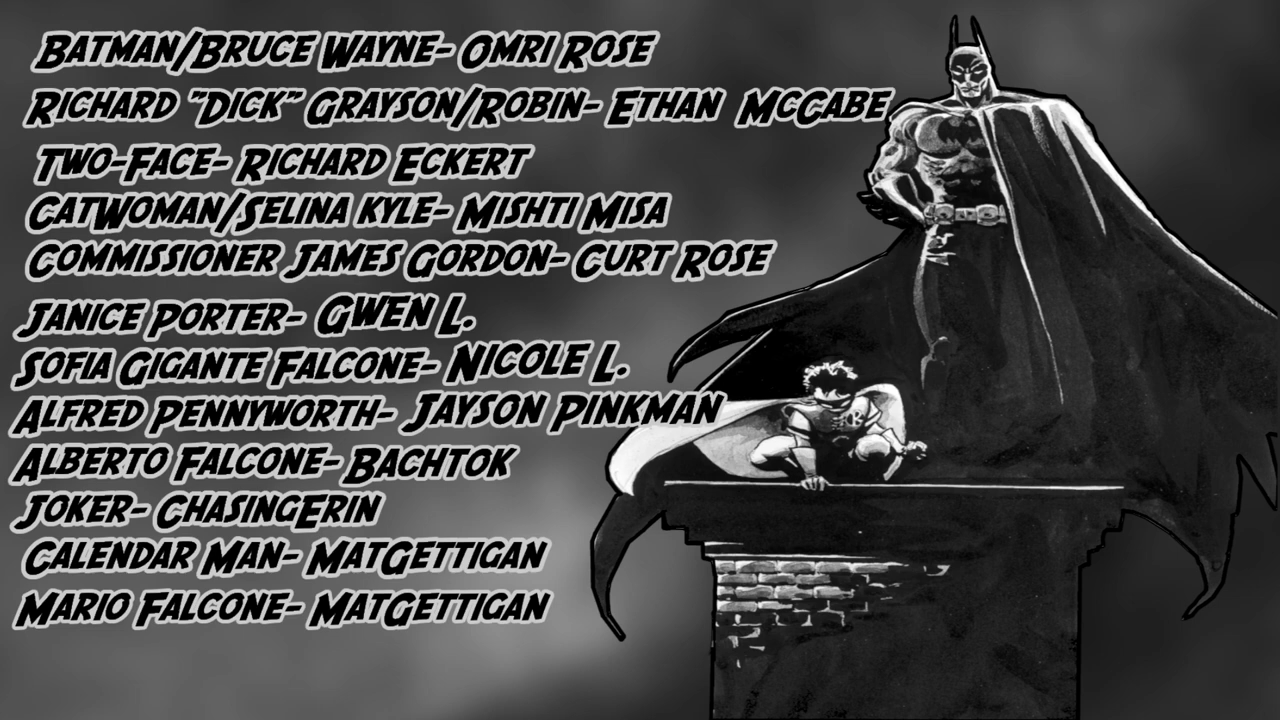 Batman/Bruce Wayne- Omri Rose
Richard "Dick" Grayson/Robin- Ethan McCabe
Two-Face- Richard Eckert
CatWoman/Selina kyle- Mishti Misa
Commissioner James Gordon- Curt Rose
Janice Porter- Gwen L.
Sofia Gigante Falcone- Nicole L.
Alfred Pennyworth- Jayson Pinkman
Alberto Falcone- Bachtok
Joker- ChasingErin
Calendar Man- MatGettigan
Mario Falcone- MatGettigan